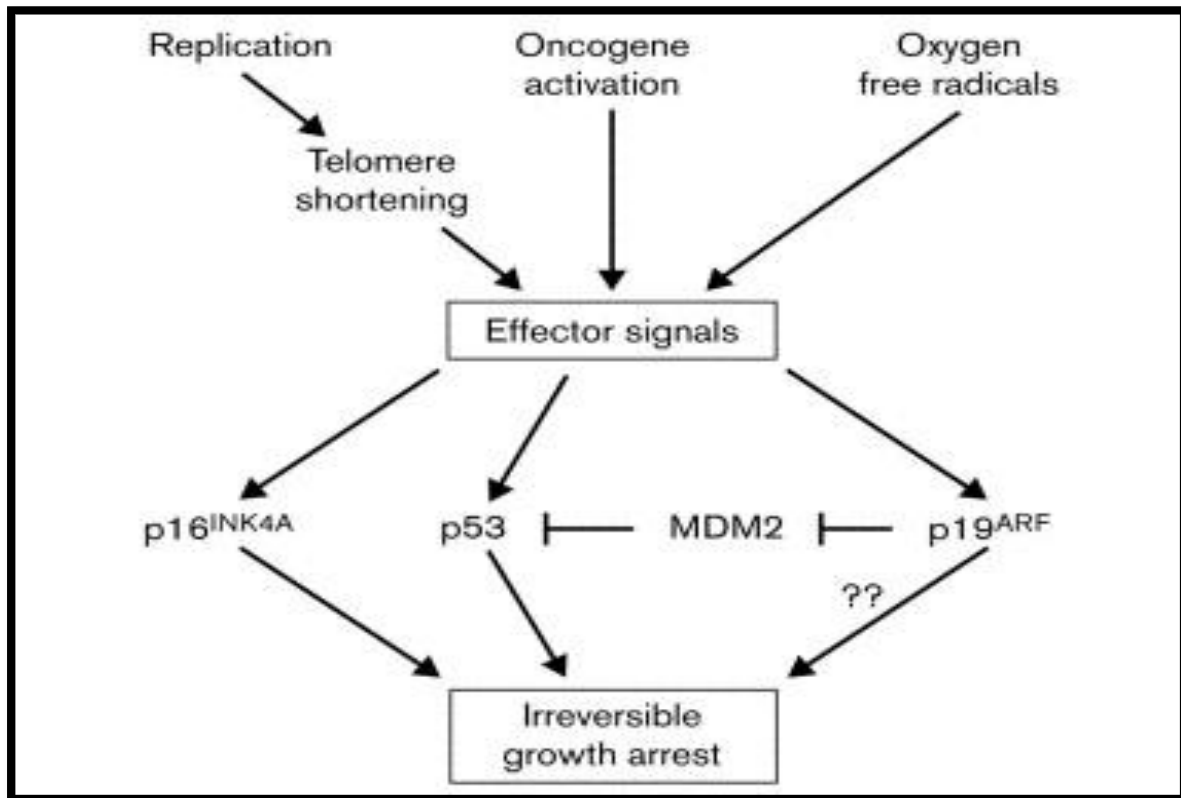 Replication
Oncogene
activation
Oxygen
free radicals
Telomere
shortening
Effector signals
p16INK4A
p53
MDM2
p19ARF
??
Irreversible
growth arrest